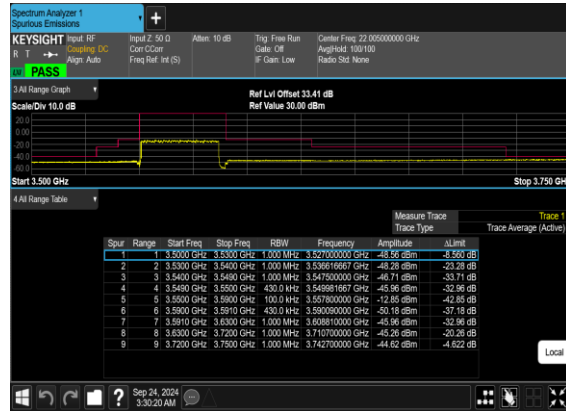 Spectrum Analyzer 1
Spurious Emissions
+
KEYSIGHT Input: RF Input Z: 50 Ω Atten: 10 dB Trig: Free Run Center Freq: 22.005000000 GHz
R T Coupling: DC Corr CCorr Gate: Off Avg|Hold: 100/100
Align: Auto Freq Ref: Int (S) IF Gain: Low Radio Std: None
PASS
3 All Range Graph
Ref Lvl Offset 33.41 dB
Scale/Div 10.0 dB Ref Value 30.00 dBm
20.0
0.00
-20.0
-40.0
-60.0
Start 3.500 GHz Stop 3.750 GH
4 All Range Table
Measure Trace Trace 1
Trace Type Trace Average (Active)
Spur Range Start Freq Stop Freq RBW Frequency Amplitude ΔLimit
1 1 3.5000 GHz 3.5300 GHz 1.000 MHz 3.527000000 GHz -48.56 dBm -8.560 dB
2 2 3.5300 GHz 3.5400 GHz 1.000 MHz 3.536616667 GHz -48.28 dBm -23.28 dB
3 3 3.5400 GHz 3.5490 GHz 1.000 MHz 3.547500000 GHz -46.71 dBm -33.71 dB
4 4 3.5490 GHz 3.5500 GHz 430.0 kHz 3.549981667 GHz -45.96 dBm -32.96 dB
5 5 3.5500 GHz 3.5900 GHz 100.0 kHz 3.557800000 GHz -12.85 dBm -42.85 dB
6 6 3.5900 GHz 3.5910 GHz 430.0 kHz 3.590090000 GHz -50.18 dBm -37.18 dB
7 7 3.5910 GHz 3.6300 GHz 1.000 MHz 3.608810000 GHz -45.96 dBm -32.96 dB
8 8 3.6300 GHz 3.7200 GHz 1.000 MHz 3.710700000 GHz -45.26 dBm -20.26 dB
9 9 3.7200 GHz 3.7500 GHz 1.000 MHz 3.742700000 GHz -44.62 dBm -4.622 dB
Local
? Sep 24, 2024
3:30:20 AM